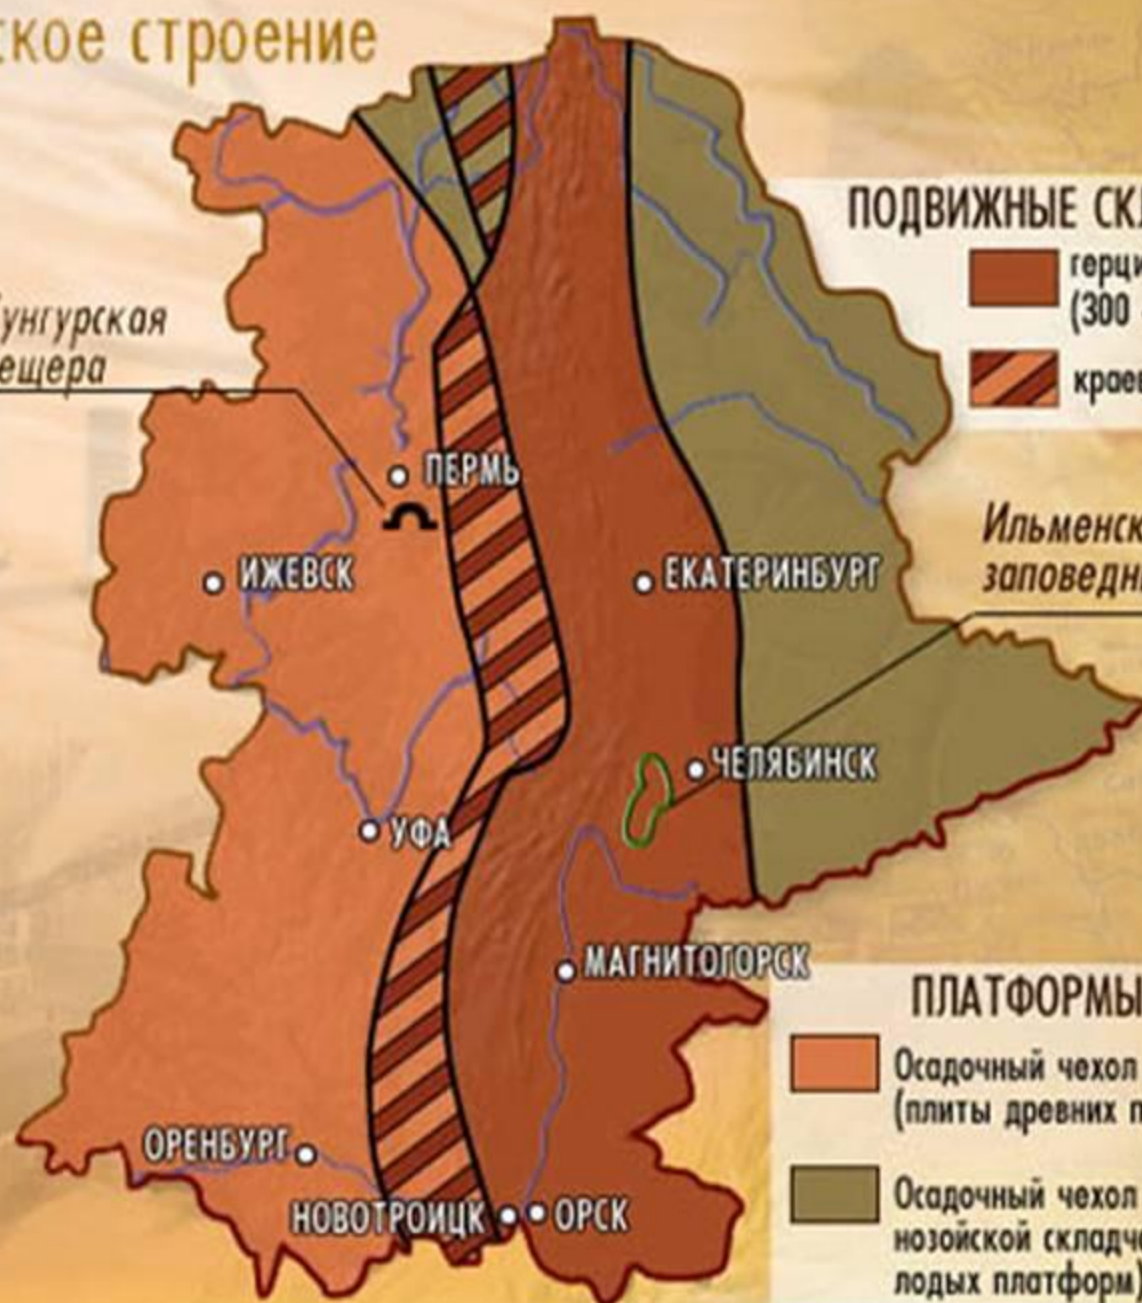 ское строение
ПОДВИЖНЫЕ СК
герци
(300
краев
унгурская
ещера
ПЕРМЬ
ИЖЕВСК
ЕКАТЕРИНБУРГ
Ильменск
заповедн
ЧЕЛЯБИНСК
УФА
МАГНИТОГОРСК
ПЛАТФОРМЫ
Осадочный чехол
(плиты древних п
ОРЕНБУРГ
НОВОТРОИЦК
ОРСК
Осадочный чехол
нозойской складч
лодых платформ)